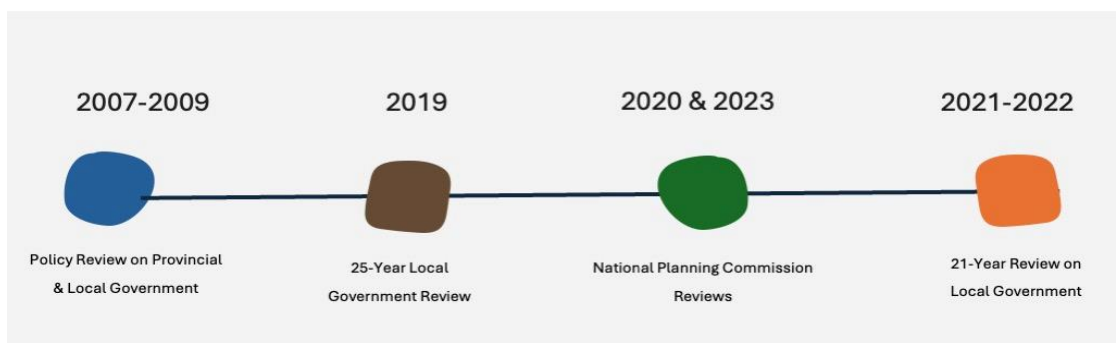 2007-2009
2019
2020 & 2023
2021-2022
Policy Review on Provincial
& Local Government
25-Year Local
Government Review
National Planning Commission
Reviews
21-Year Review on
Local Government